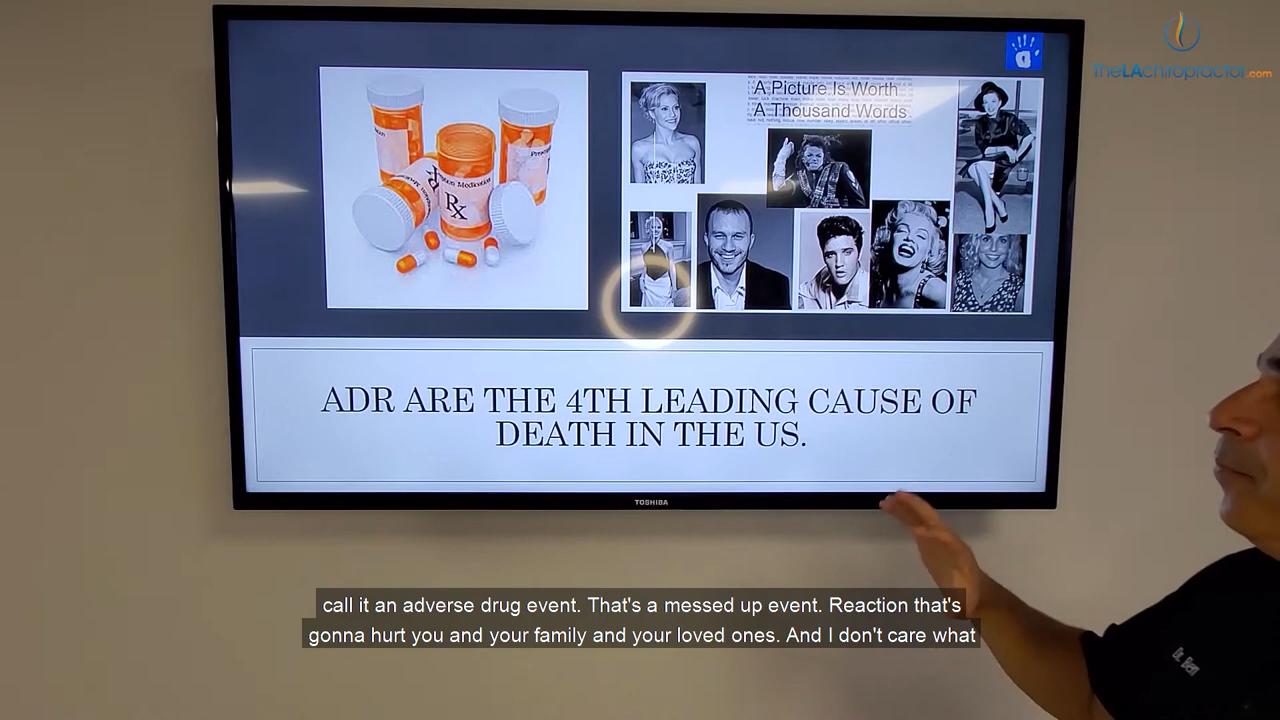 TheLAchiropractor.com
A Picture Is Worth
A Thousand Words
Rx
ADR ARE THE 4TH LEADING CAUSE OF
DEATH IN THE US.
TOSHIBA
call it an adverse drug event. That's a messed up event. Reaction that's
gonna hurt you and your family and your loved ones. And I don't care what